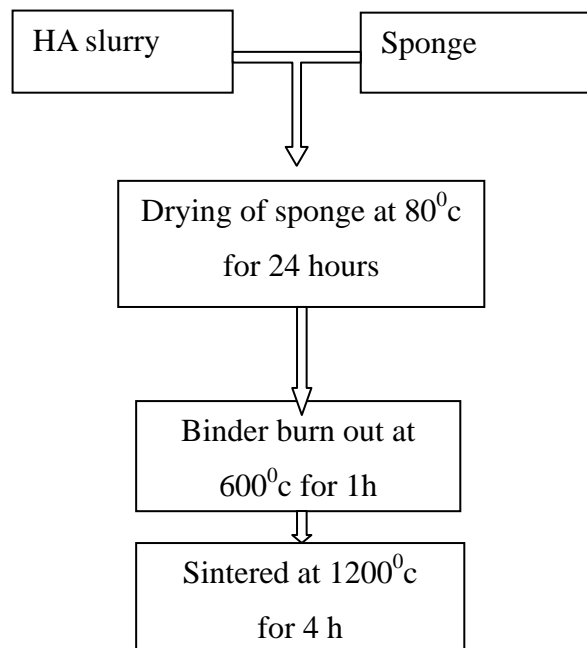 HA slurry
Sponge
Drying of sponge at 80⁰c
for 24 hours
Binder burn out at
600⁰c for 1h
Sintered at 1200⁰c
for 4 h